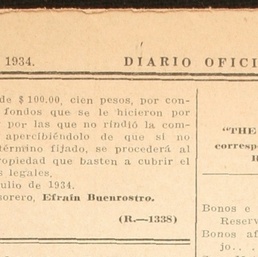 1934.
DIARIO OFICI
de $ 100.00, cien pesos, por con-
fondos que se le hicieron por
por las que no rindió la com-
apercibiéndolo de que si no
término fijado, se procederá al
ropiedad que basten a cubrir el
s legales.
ulio de 1934.
sorero, Efraín Buenrostro.
(R.—1338)
"THE
corresp
Bonos e
Reserv
Bonos af
jo.. .